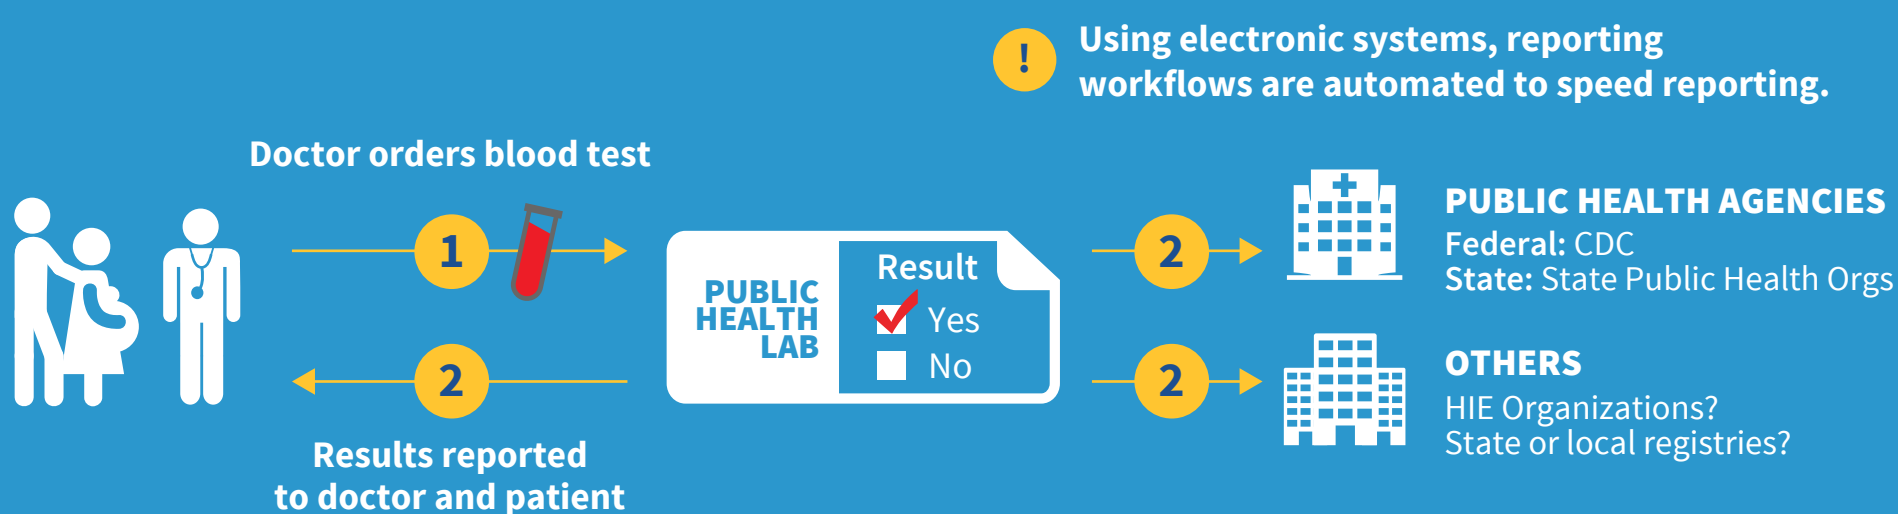 !
Using electronic systems, reporting
workflows are automated to speed reporting.
Doctor orders blood test
1
2
Results reported
to doctor and patient
PUBLIC
HEALTH
LAB
Result
Yes
No
2
PUBLIC HEALTH AGENCIES
Federal: CDC
State: State Public Health Orgs
2
OTHERS
HIE Organizations?
State or local registries?